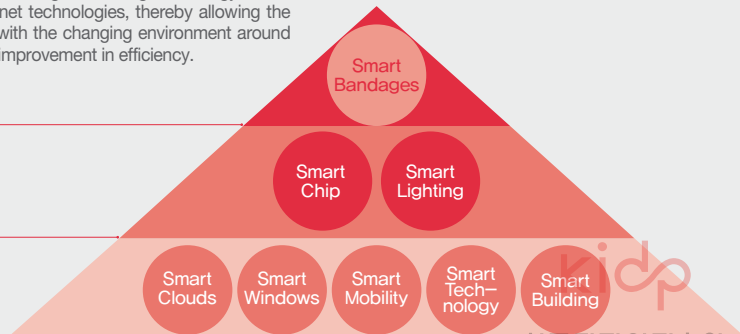 net technologies, thereby allowing the
with the changing environment around
improvement in efficiency.
Smart
Bandages
Smart
Chip
Smart
Lighting
Smart
Clouds
Smart
Windows
Smart
Mobility
Smart
Tech-
nology
Smart
Building
kidp